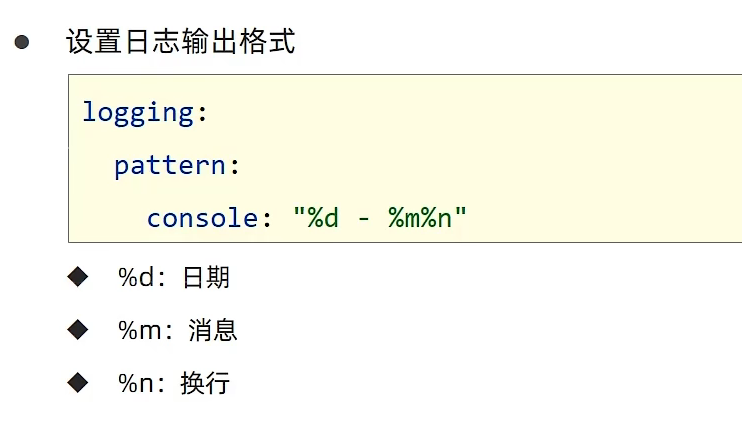 ● 设置日志输出格式
logging:
  pattern:
    console: "%d - %m%n"
◆ %d：日期
◆ %m：消息
◆ %n：换行